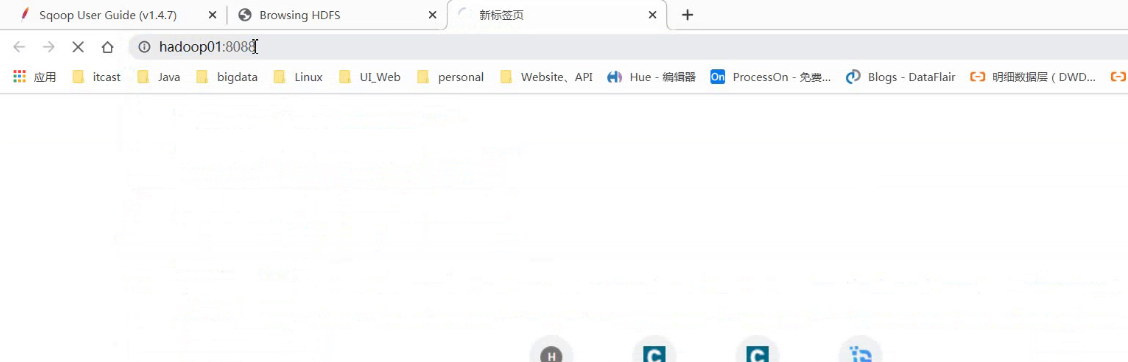 Sqoop User Guide (v1.4.7) Browsing HDFS 新标签页
hadoop01:8088
应用 itcast Java bigdata Linux UI_Web personal Website、API Hue - 编辑器 On ProcessOn - 免费... Blogs - DataFlair 明细数据层 ( DWD...
H C C